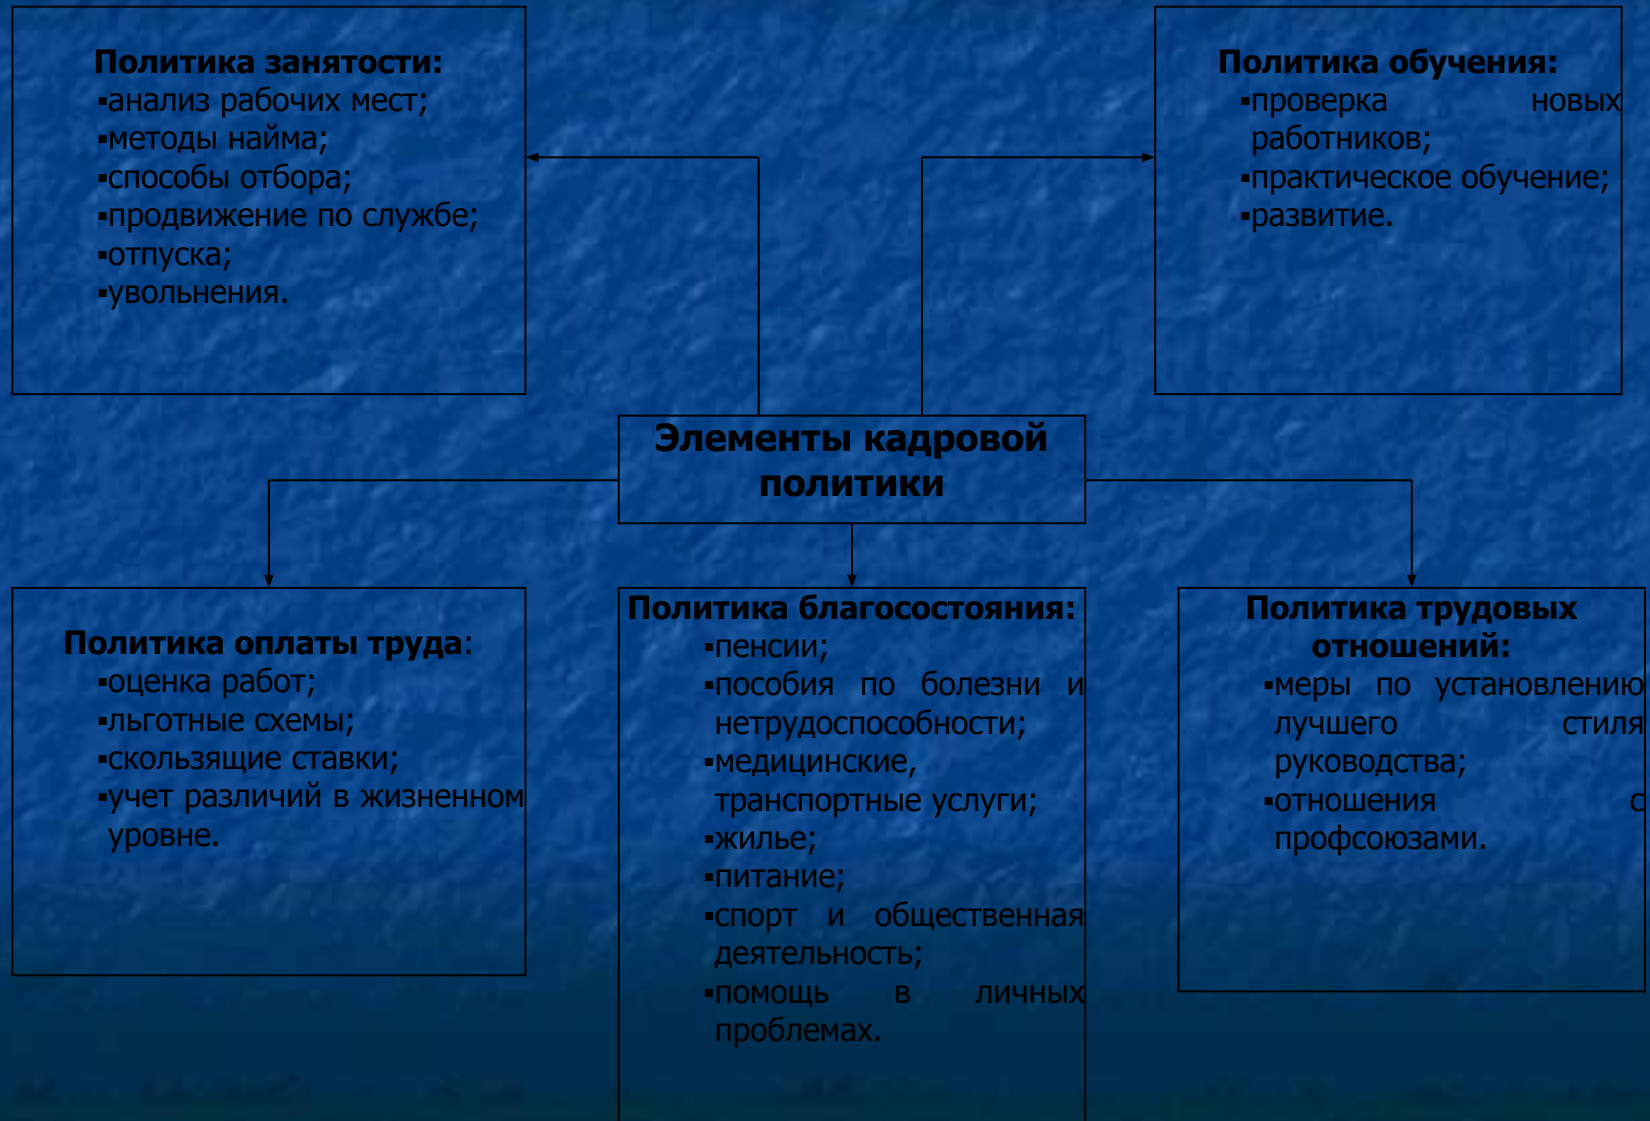 Политика занятости:
▪анализ рабочих мест;
▪методы найма;
▪способы отбора;
▪продвижение по службе;
▪отпуска;
▪увольнения.
Политика обучения:
▪проверка новых
работников;
▪практическое обучение;
▪развитие.
Элементы кадровой
политики
Политика оплаты труда:
▪оценка работ;
▪льготные схемы;
▪скользящие ставки;
▪учет различий в жизненном
уровне.
Политика благосостояния:
▪пенсии;
▪пособия по болезни и
нетрудоспособности;
▪медицинские,
транспортные услуги;
▪жилье;
▪питание;
▪спорт и общественная
деятельность;
▪помощь в личных
проблемах.
Политика трудовых
отношений:
▪меры по установлению
лучшего стиля
руководства;
▪отношения с
профсоюзами.